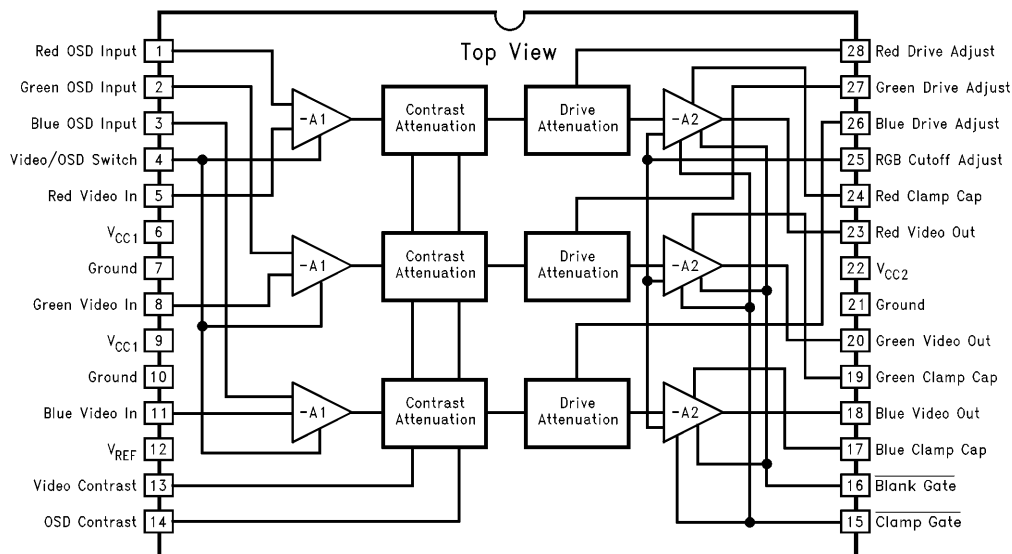 Top View
Red OSD Input 1
Green OSD Input 2
Blue OSD Input 3
Video/OSD Switch 4
Red Video In 5
VCC1 6
Ground 7
Green Video In 8
VCC1 9
Ground 10
Blue Video In 11
VREF 12
Video Contrast 13
OSD Contrast 14
-A1
Contrast
Attenuation
Drive
Attenuation
-A2
-A1
Contrast
Attenuation
Drive
Attenuation
-A2
-A1
Contrast
Attenuation
Drive
Attenuation
-A2
28 Red Drive Adjust
27 Green Drive Adjust
26 Blue Drive Adjust
25 RGB Cutoff Adjust
24 Red Clamp Cap
23 Red Video Out
22 VCC2
21 Ground
20 Green Video Out
19 Green Clamp Cap
18 Blue Video Out
17 Blue Clamp Cap
16 Blank Gate
15 Clamp Gate